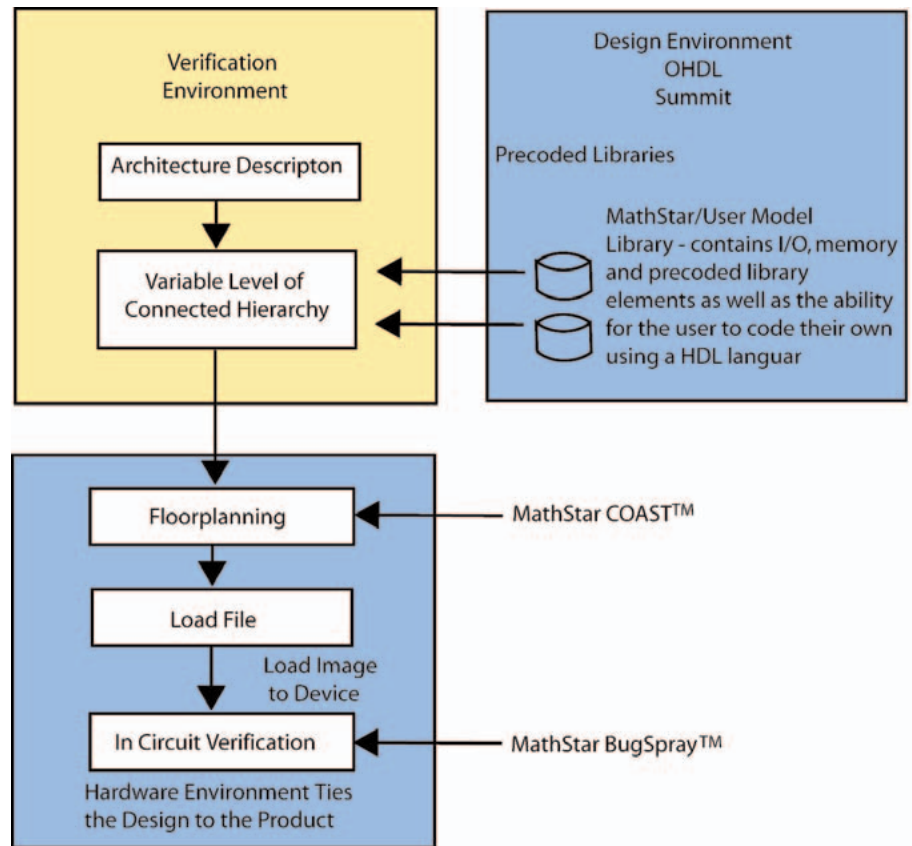 Verification
Environment
Architecture Descripton
Variable Level of
Connected Hierarchy
Design Environment
OHDL
Summit
Precoded Libraries
MathStar/User Model
Library - contains I/O, memory
and precoded library
elements as well as the ability
for the user to code their own
using a HDL languar
Floorplanning
MathStar COAST™
Load File
Load Image
to Device
In Circuit Verification
MathStar BugSpray™
Hardware Environment Ties
the Design to the Product